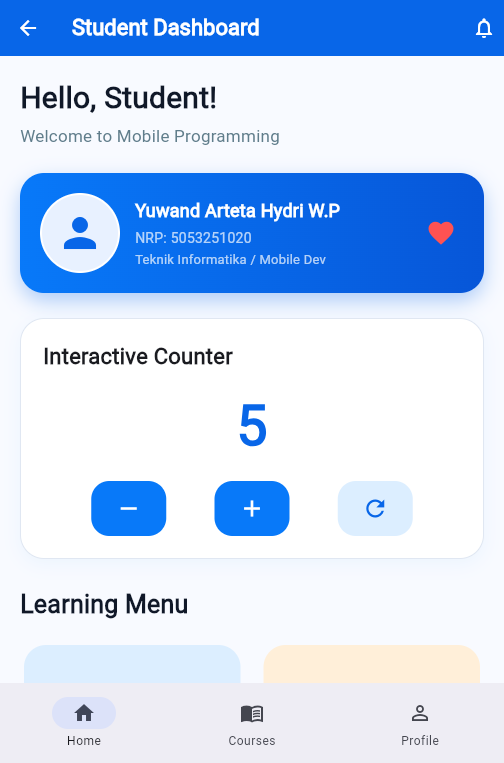 Student Dashboard
Hello, Student!
Welcome to Mobile Programming
Yuwand Arteta Hydri W.P
NRP: 5053251020
Teknik Informatika / Mobile Dev
Interactive Counter
5
Learning Menu
Home
Courses
Profile